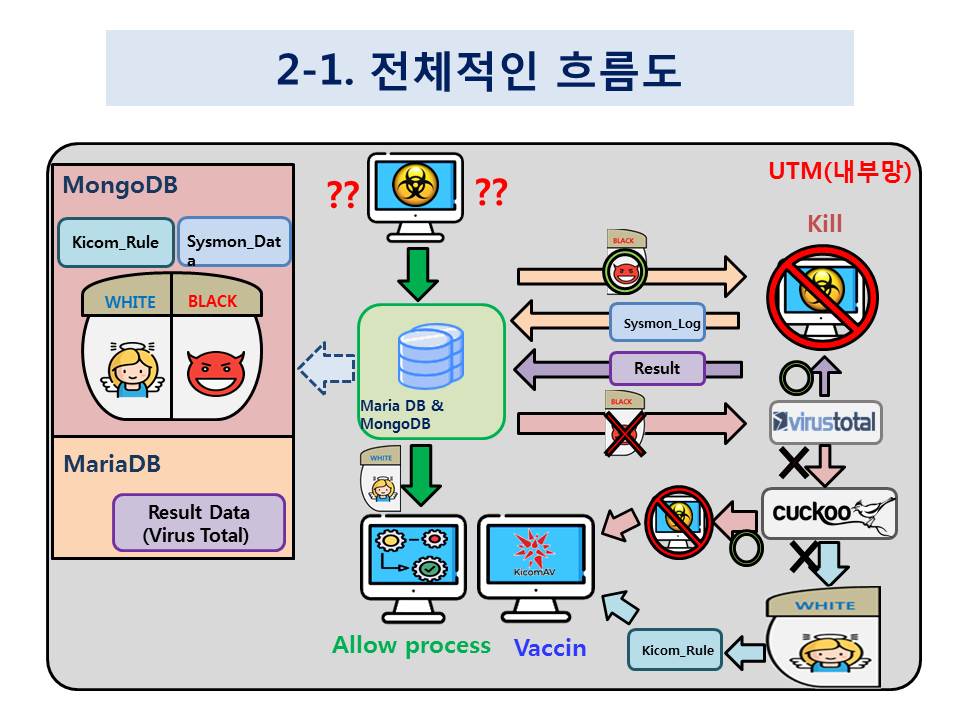 2-1. 전체적인 흐름도
UTM(내부망)
MongoDB
Kicom_Rule
Sysmon_Dat
a
WHITE
BLACK
MariaDB
Result Data
(Virus Total)
??
??
Maria DB &
MongoDB
WHITE
BLACK
Sysmon_Log
Result
BLACK
Kill
virustotal
cuckoo
KicomAV
Allow process
Vaccin
WHITE
Kicom_Rule